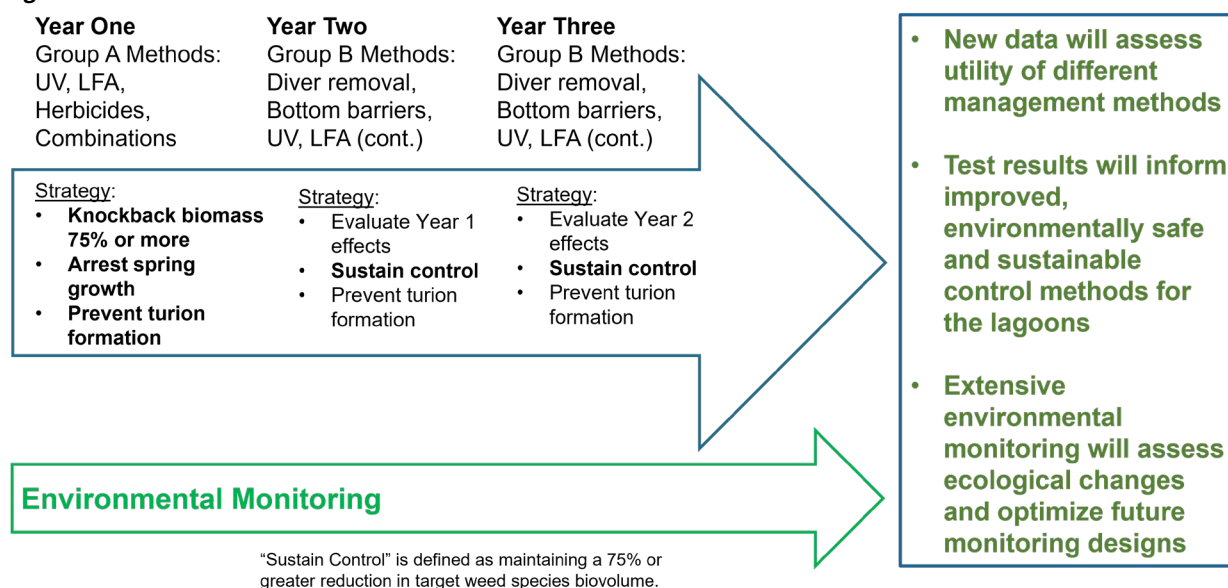 Year One
Group A Methods:
UV, LFA,
Herbicides,
Combinations
Year Two
Group B Methods:
Diver removal,
Bottom barriers,
UV, LFA (cont.)
Year Three
Group B Methods:
Diver removal,
Bottom barriers,
UV, LFA (cont.)
Strategy:
• Knockback biomass
75% or more
• Arrest spring
growth
• Prevent turion
formation
Strategy:
• Evaluate Year 1
effects
• Sustain control
• Prevent turion
formation
Strategy:
• Evaluate Year 2
effects
• Sustain control
• Prevent turion
formation
• New data will assess
utility of different
management methods
• Test results will inform
improved,
environmentally safe
and sustainable
control methods for
the lagoons
• Extensive
environmental
monitoring will assess
ecological changes
and optimize future
monitoring designs
Environmental Monitoring
“Sustain Control” is defined as maintaining a 75% or
greater reduction in target weed species biovolume.